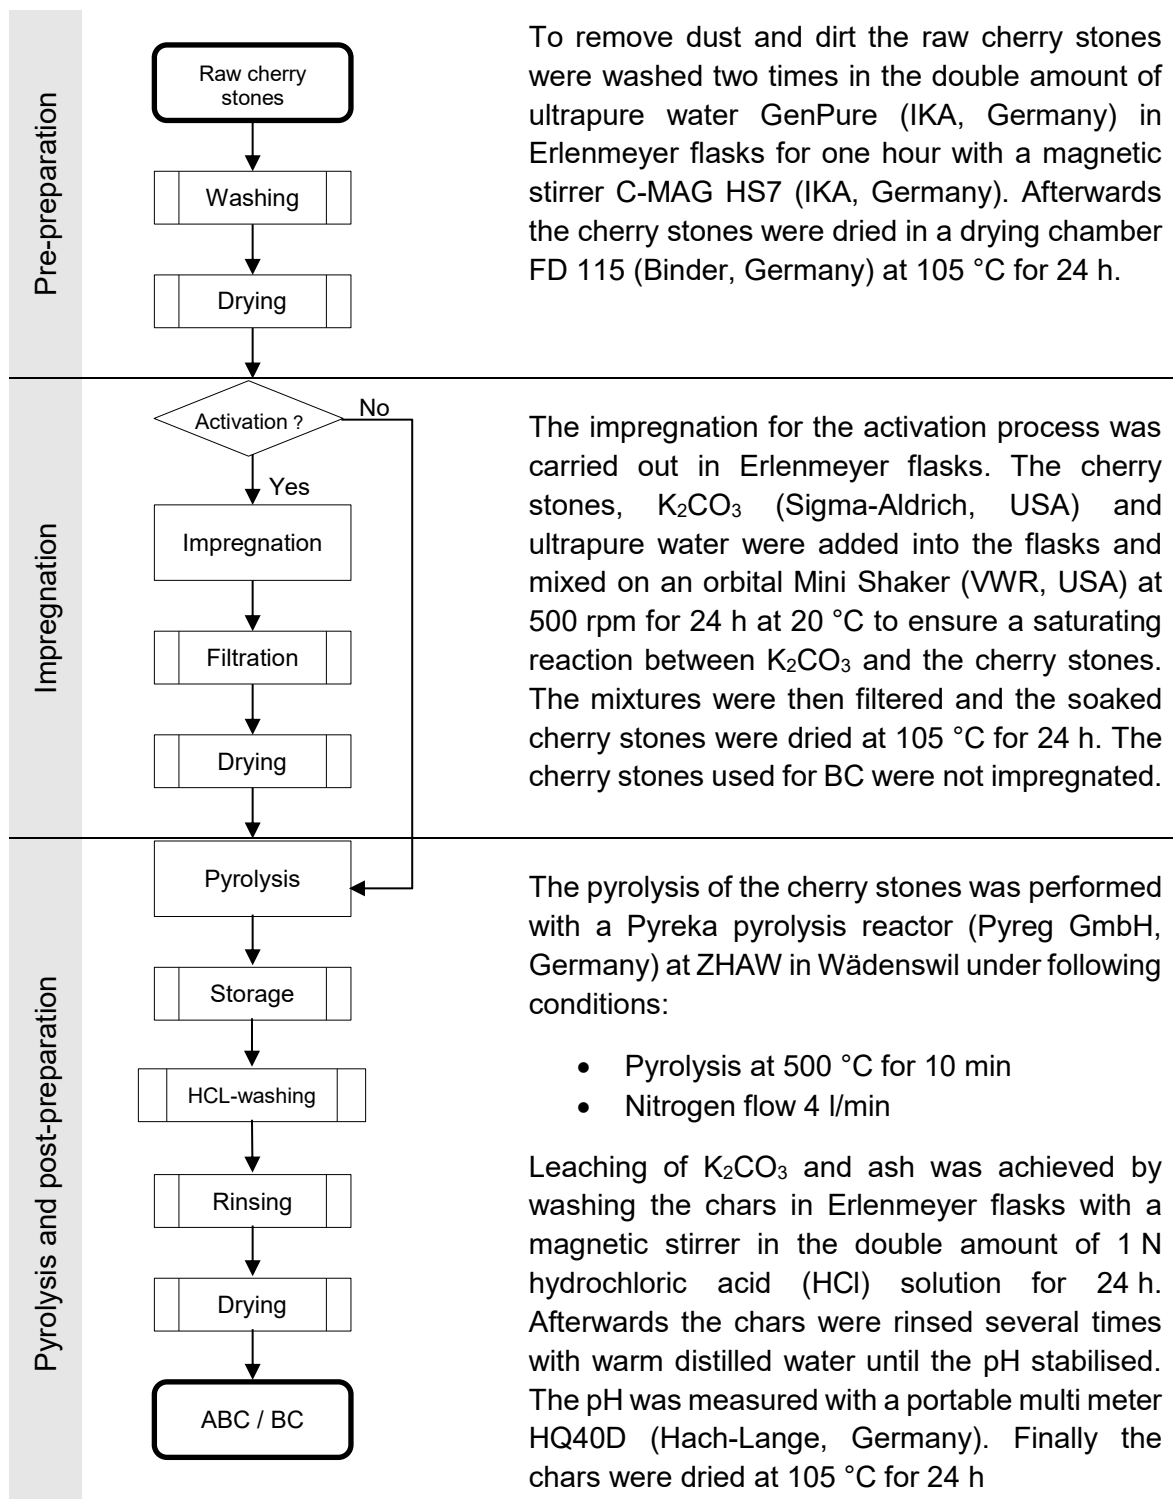 Pre-preparation
Raw cherry
stones
Washing
Drying
To remove dust and dirt the raw cherry stones
were washed two times in the double amount of
ultrapure water GenPure (IKA, Germany) in
Erlenmeyer flasks for one hour with a magnetic
stirrer C-MAG HS7 (IKA, Germany). Afterwards
the cherry stones were dried in a drying chamber
FD 115 (Binder, Germany) at 105 °C for 24 h.
Impregnation
Activation ?
No
Yes
Impregnation
Filtration
Drying
The impregnation for the activation process was
carried out in Erlenmeyer flasks. The cherry
stones, K₂CO₃ (Sigma-Aldrich, USA) and
ultrapure water were added into the flasks and
mixed on an orbital Mini Shaker (VWR, USA) at
500 rpm for 24 h at 20 °C to ensure a saturating
reaction between K₂CO₃ and the cherry stones.
The mixtures were then filtered and the soaked
cherry stones were dried at 105 °C for 24 h. The
cherry stones used for BC were not impregnated.
Pyrolysis and post-preparation
Pyrolysis
Storage
HCL-washing
Rinsing
Drying
ABC / BC
The pyrolysis of the cherry stones was performed
with a Pyreka pyrolysis reactor (Pyreg GmbH,
Germany) at ZHAW in Wädenswil under following
conditions:
• Pyrolysis at 500 °C for 10 min
• Nitrogen flow 4 l/min
Leaching of K₂CO₃ and ash was achieved by
washing the chars in Erlenmeyer flasks with a
magnetic stirrer in the double amount of 1 N
hydrochloric acid (HCl) solution for 24 h.
Afterwards the chars were rinsed several times
with warm distilled water until the pH stabilised.
The pH was measured with a portable multi meter
HQ40D (Hach-Lange, Germany). Finally the
chars were dried at 105 °C for 24 h